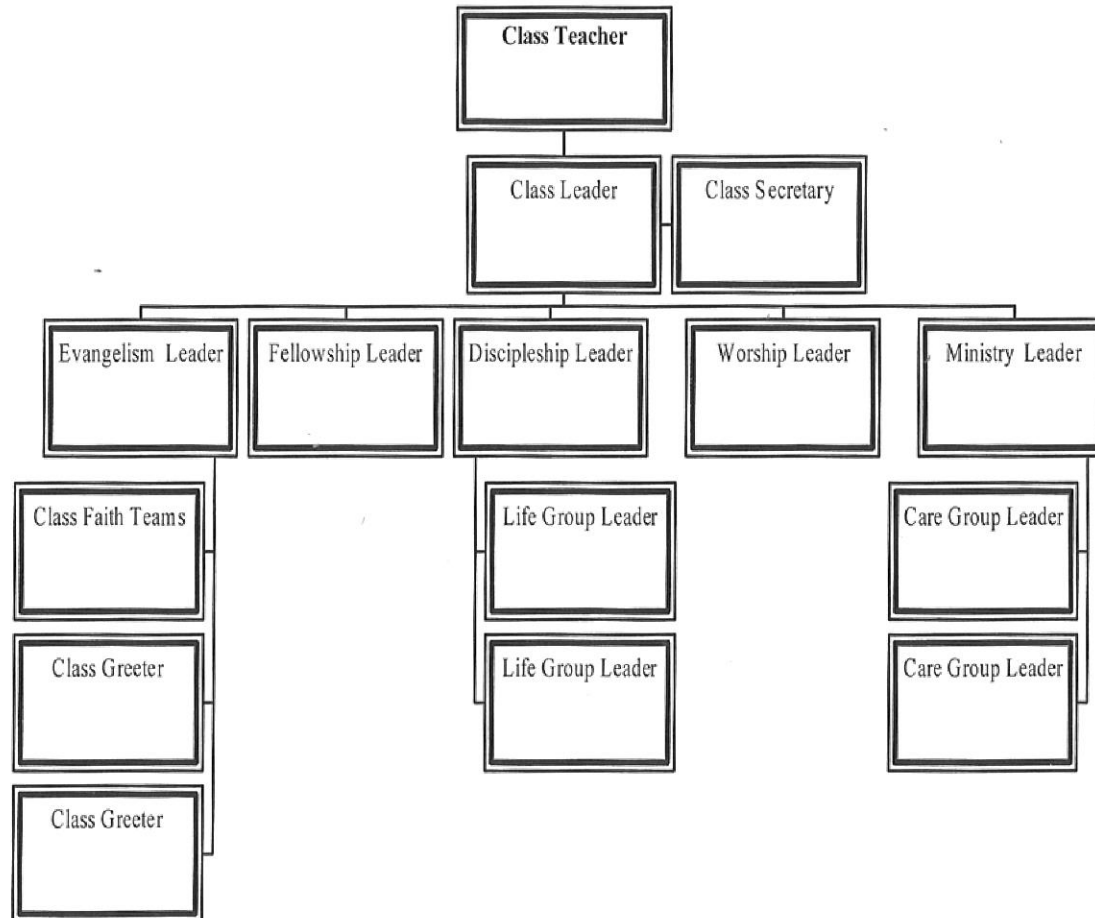 Class Teacher
Class Leader
Class Secretary
Evangelism Leader
Fellowship Leader
Discipleship Leader
Worship Leader
Ministry Leader
Class Faith Teams
Life Group Leader
Care Group Leader
Class Greeter
Life Group Leader
Care Group Leader
Class Greeter